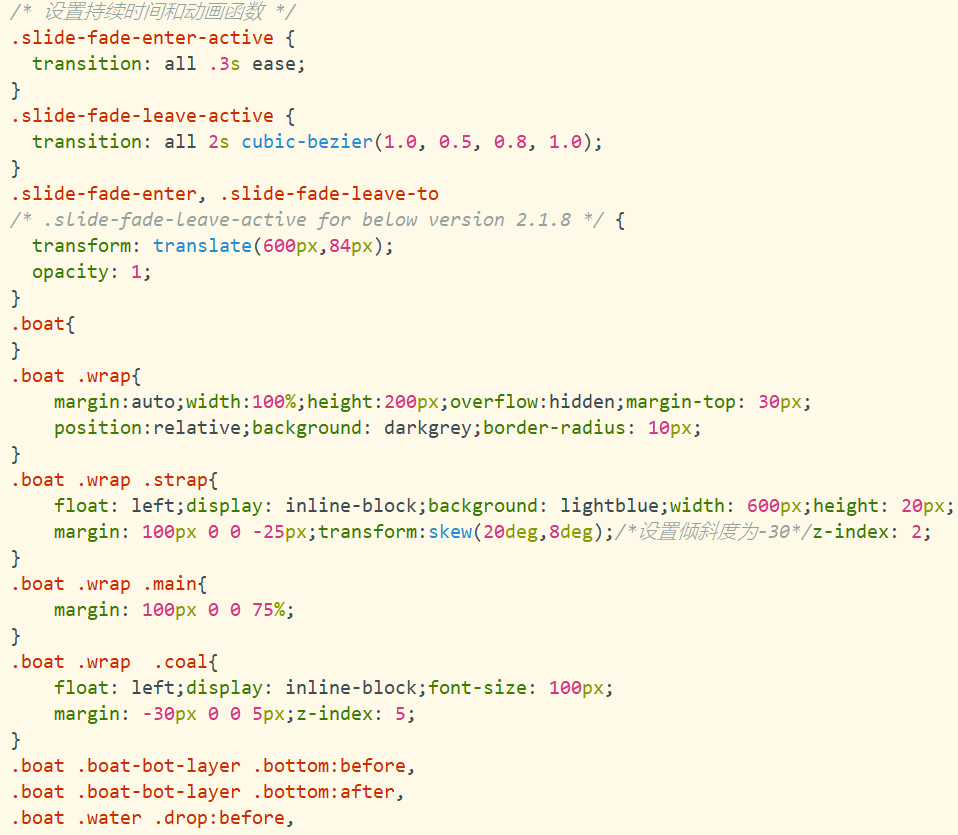 /* 设置持续时间和动画函数 */
.slide-fade-enter-active {
  transition: all .3s ease;
}
.slide-fade-leave-active {
  transition: all 2s cubic-bezier(1.0, 0.5, 0.8, 1.0);
}
.slide-fade-enter, .slide-fade-leave-to
/* .slide-fade-leave-active for below version 2.1.8 */ {
  transform: translate(600px,84px);
  opacity: 1;
}
.boat{
}
.boat .wrap{
    margin:auto;width:100%;height:200px;overflow:hidden;margin-top: 30px;
    position:relative;background: darkgrey;border-radius: 10px;
}
.boat .wrap .strap{
    float: left;display: inline-block;background: lightblue;width: 600px;height: 20px;
    margin: 100px 0 0 -25px;transform:skew(20deg,8deg);/*设置倾斜度为-30*/z-index: 2;
}
.boat .wrap .main{
    margin: 100px 0 0 75%;
}
.boat .wrap  .coal{
    float: left;display: inline-block;font-size: 100px;
    margin: -30px 0 0 5px;z-index: 5;
}
.boat .boat-bot-layer .bottom:before,
.boat .boat-bot-layer .bottom:after,
.boat .water .drop:before,